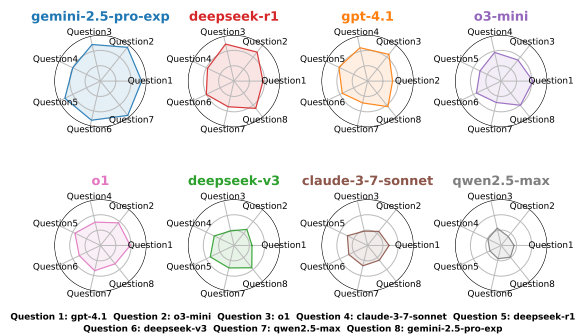 gemini-2.5-pro-exp
Question3
Question2
Question4
Question1
Question5
Question7
Question6
deepseek-r1
Question3
Question2
Question4
Question1
Question6
Question8
Question7
gpt-4.1
Question4
Question3
Question5
Question2
Question6
Question8
Question7
o3-mini
Question4
Question3
Question5
Question1
Question6
Question8
Question7
o1
Question4
Question2
Question5
Question1
Question6
Question8
Question7
deepseek-v3
Question3
Question2
Question4
Question1
Question5
Question8
Question7
claude-3-7-sonnet
Question3
Question2
Question5
Question1
Question6
Question8
Question7
qwen2.5-max
Question3
Question2
Question4
Question1
Question5
Question8
Question6
Question 1: gpt-4.1 Question 2: o3-mini Question 3: o1 Question 4: claude-3-7-sonnet Question 5: deepseek-r1
Question 6: deepseek-v3 Question 7: qwen2.5-max Question 8: gemini-2.5-pro-exp